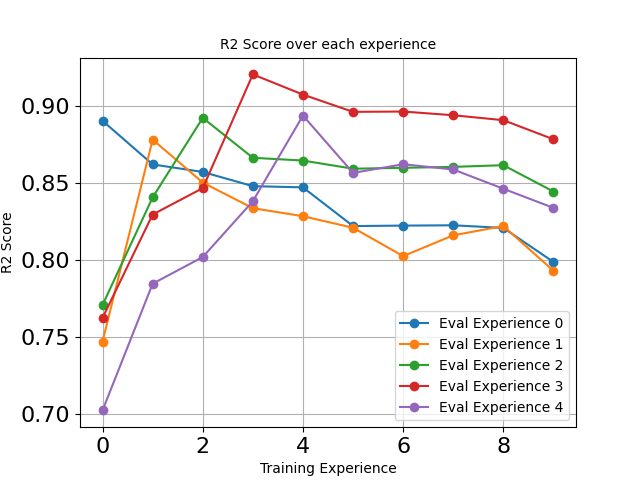 R2 Score over each experience
0.90
0.85
0.80
0.75
0.70
R2 Score
0 2 4 6 8
Training Experience
Eval Experience 0
Eval Experience 1
Eval Experience 2
Eval Experience 3
Eval Experience 4